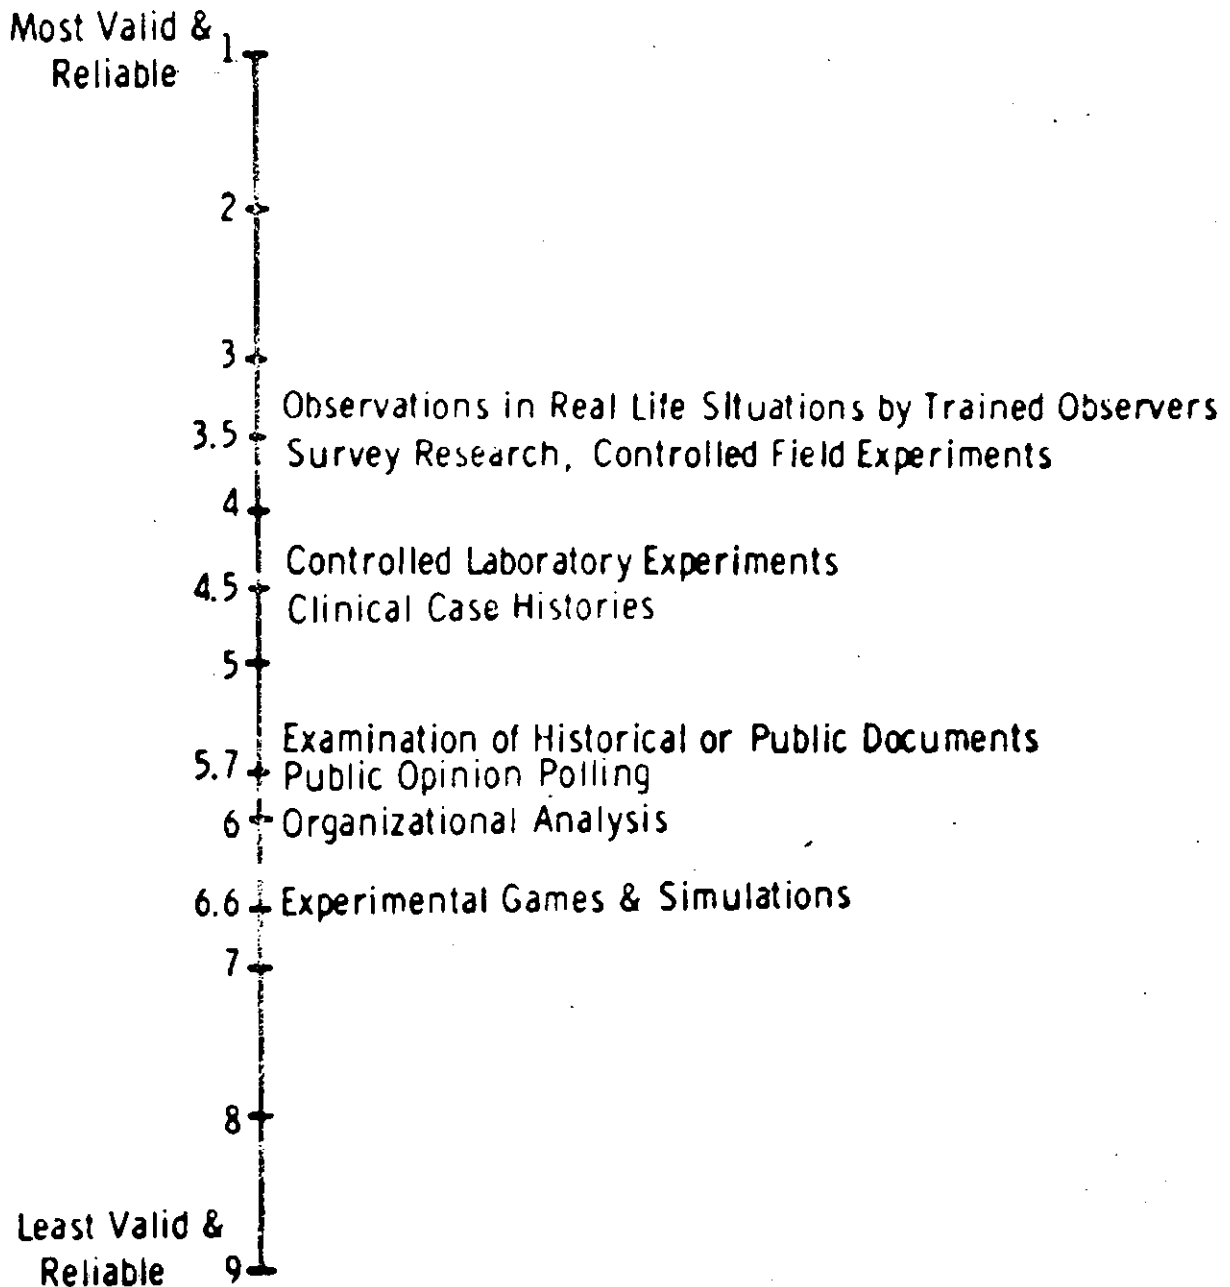 Most Valid & 1
Reliable
2
3
Observations in Real Life Situations by Trained Observers
3.5
Survey Research, Controlled Field Experiments
4
Controlled Laboratory Experiments
4.5
Clinical Case Histories
5
Examination of Historical or Public Documents
5.7 Public Opinion Polling
6 Organizational Analysis
6.6 Experimental Games & Simulations
7
8
Least Valid &
Reliable 9